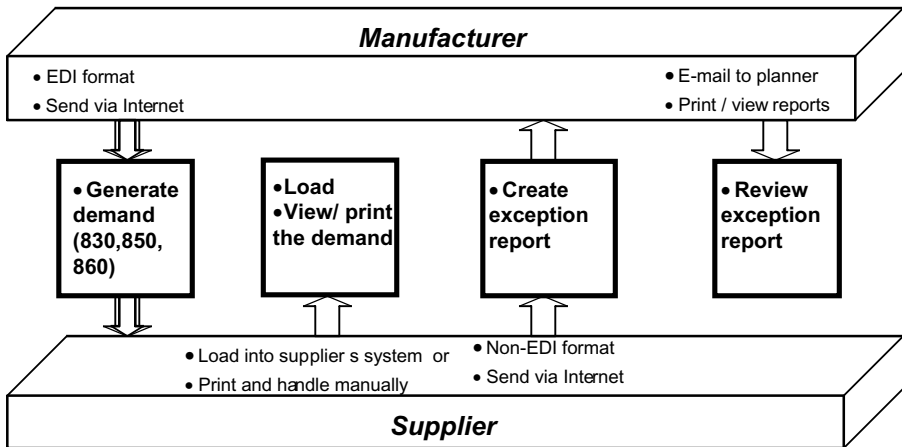 Manufacturer
• EDI format
• Send via Internet
• E-mail to planner
• Print / view reports
• Generate
demand
(830,850,
860)
• Load
• View/ print
the demand
• Create
exception
report
• Review
exception
report
• Load into supplier s system or
• Print and handle manually
• Non-EDI format
• Send via Internet
Supplier